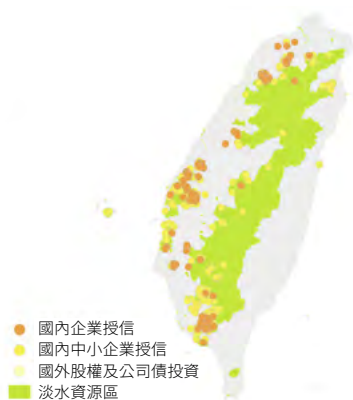 國內企業授信
國內中小企業授信
國外股權及公司債投資
淡水資源區